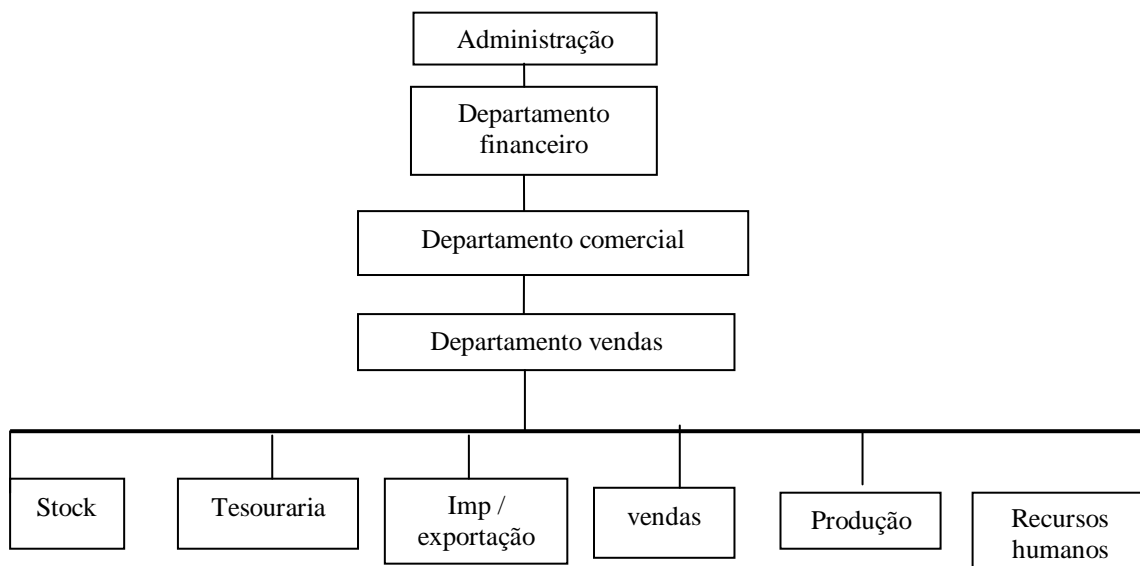 Administração
Departamento
financeiro
Departamento comercial
Departamento vendas
Stock
Tesouraria
Imp /
exportação
vendas
Produção
Recursos
humanos